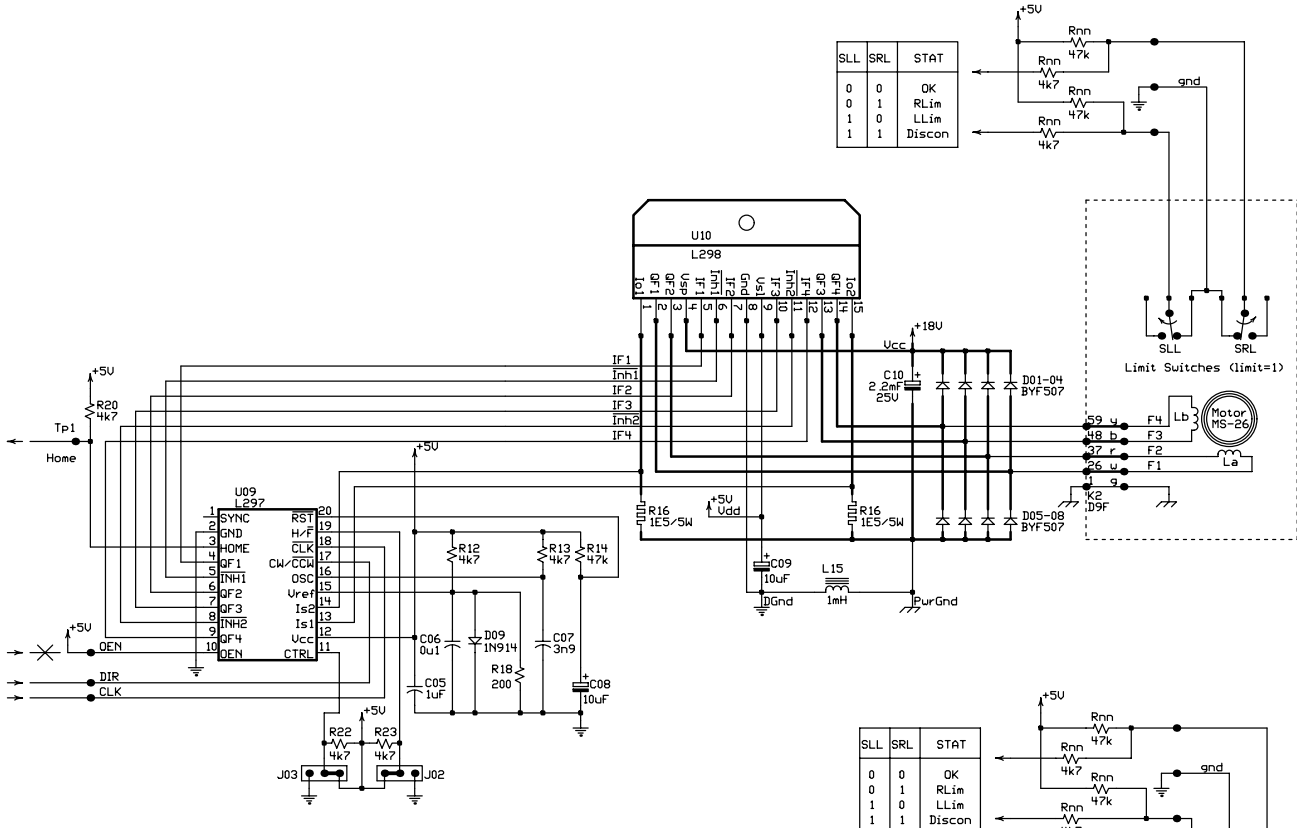 +5V
Rnn
47k
Rnn
4k7
Rnn
47k
Rnn
4k7
gnd
SLL SRL STAT
0 0 OK
0 1 RLim
1 0 LLim
1 1 Discon
U10
L298
Io1 QF1 QF2 Vsp IF1 Inh1 IF2 Gnd Vsl IF3 Inh2 IF4 QF3 QF4 Io2
1 2 3 4 5 6 7 8 9 10 11 12 13 14 15
SLL SRL
Limit Switches (limit=1)
+18V
Vcc
C10
2.2mF
25V
+
D01-04
BYF507
IF1
Inh1
IF2
IF3
Inh2
IF4
+5V
R20
4k7
Tp1
Home
59 y F4
48 b F3
37 r F2
26 w F1
1 g
K2
D9F
Lb
Motor
MS-26
La
+5V
U09
L297
1 SYNC
2 GND
3 HOME
4 QF1
5 INH1
6 QF2
7 QF3
8 INH2
9 QF4
10 OEN
RST 20
H/F 19
CLK 18
CW/CCW 17
OSC 16
Vref 15
Is2 14
Is1 13
Vcc 12
CTRL 11
R16
1E5/5W
+5V
Vdd
R16
1E5/5W
D05-08
BYF507
R12
4k7
R13
4k7
R14
47k
+
C09
10uF
DGnd
L15
1mH
PwrGnd
+5V
OEN
DIR
CLK
C06
0u1
D09
1N914
R18
200
C07
3n9
C05
1uF
+
C08
10uF
+5V
R22
4k7
R23
4k7
J03
J02
+5V
Rnn
47k
Rnn
4k7
Rnn
47k
Rnn
gnd
SLL SRL STAT
0 0 OK
0 1 RLim
1 0 LLim
1 1 Discon